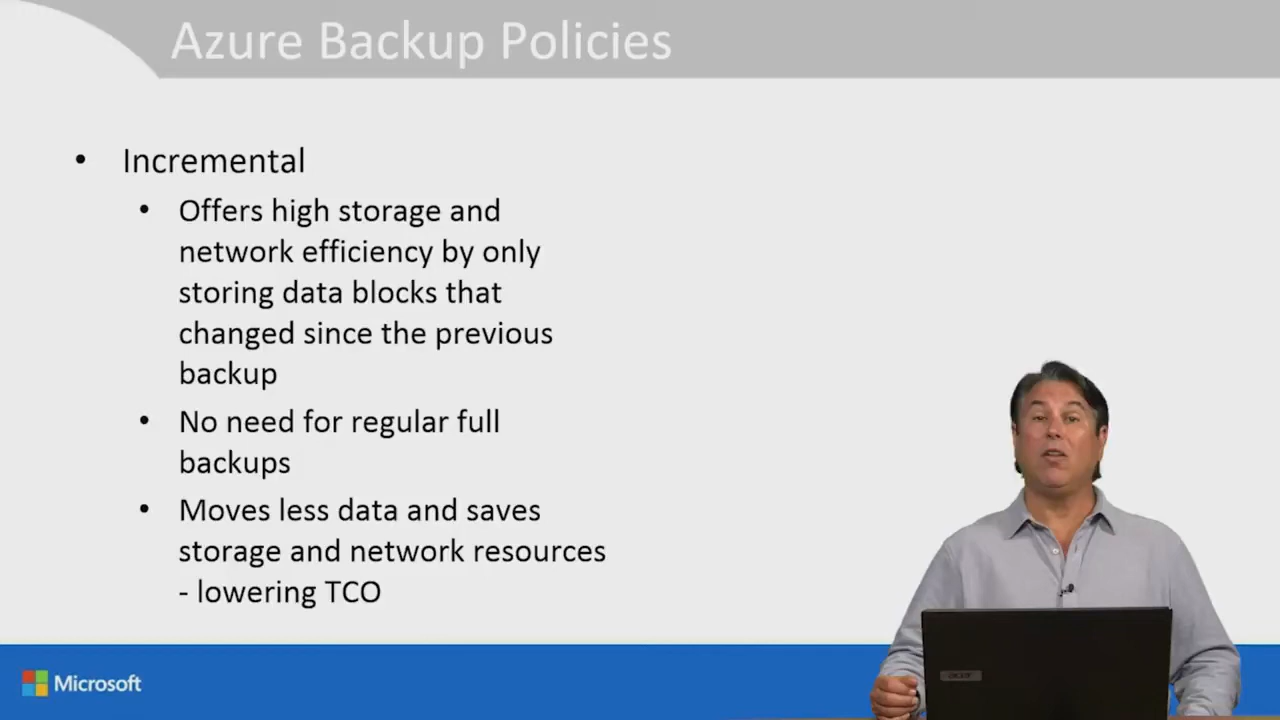 Azure Backup Policies
• Incremental
• Offers high storage and
network efficiency by only
storing data blocks that
changed since the previous
backup
• No need for regular full
backups
• Moves less data and saves
storage and network resources
- lowering TCO
Microsoft
acer